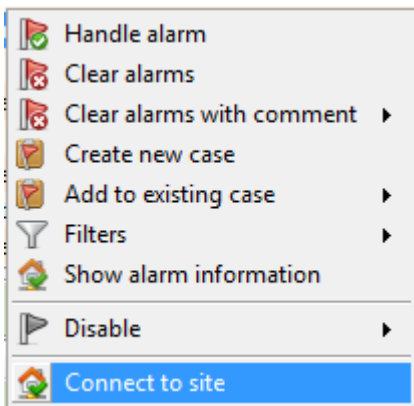 Handle alarm
Clear alarms
Clear alarms with comment
Create new case
Add to existing case
Filters
Show alarm information
Disable
Connect to site